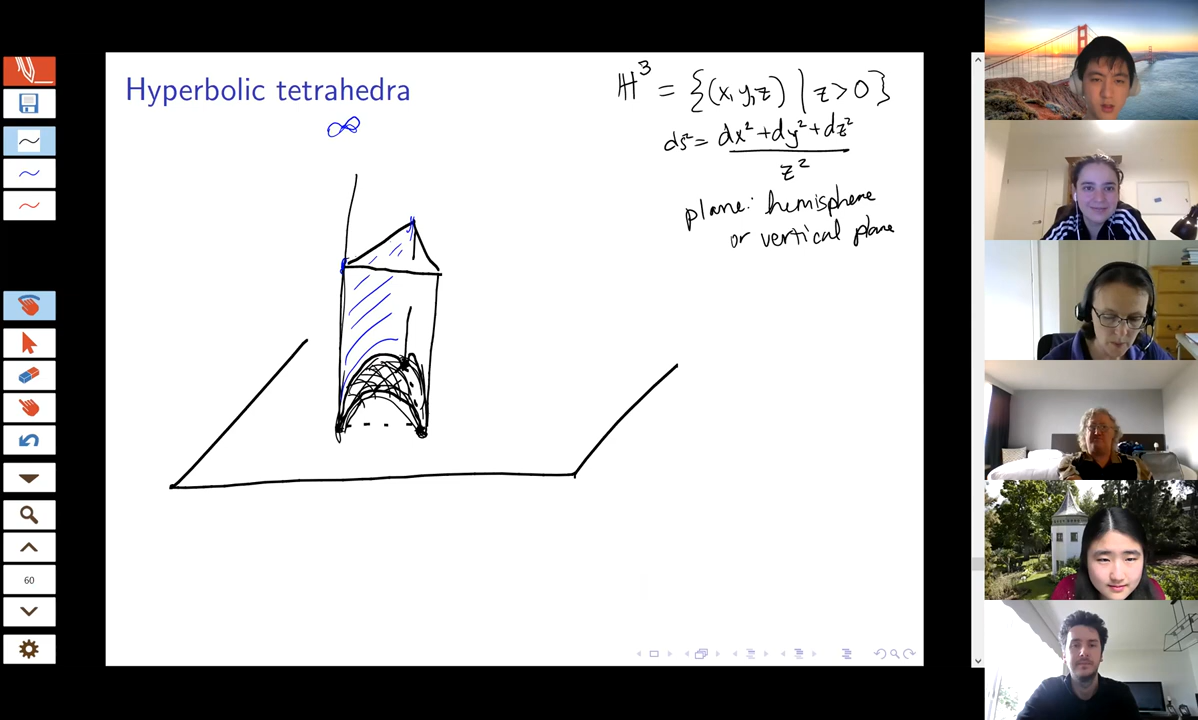 Hyperbolic tetrahedra
∞
ℍ³ = {(x,y,z) | z>0}
ds² = dx²+dy²+dz²
z²
plane: hemisphere
or vertical plane
60